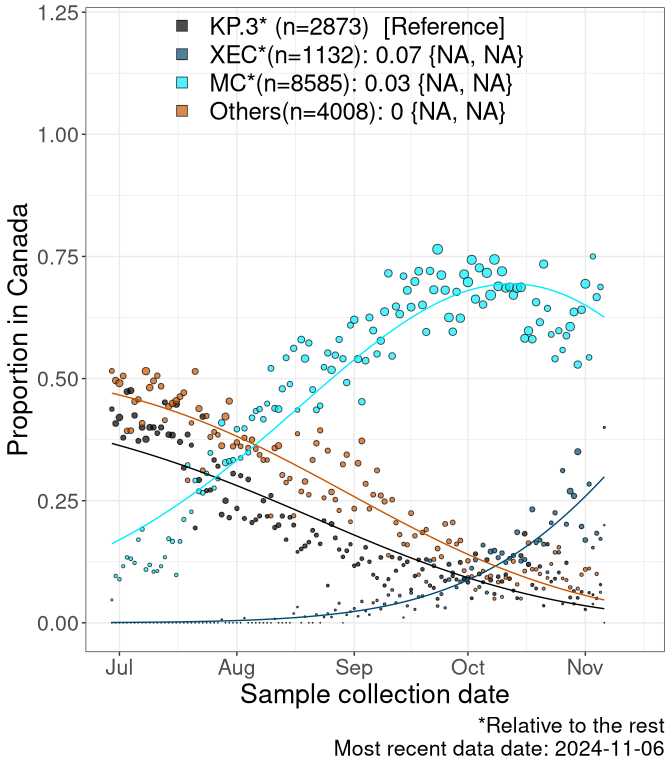 KP.3* (n=2873)  [Reference]
XEC*(n=1132): 0.07 {NA, NA}
MC*(n=8585): 0.03 {NA, NA}
Others(n=4008): 0 {NA, NA}
1.25
1.00
0.75
0.50
0.25
0.00
Proportion in Canada
Jul Aug Sep Oct Nov
Sample collection date
*Relative to the rest
Most recent data date: 2024-11-06